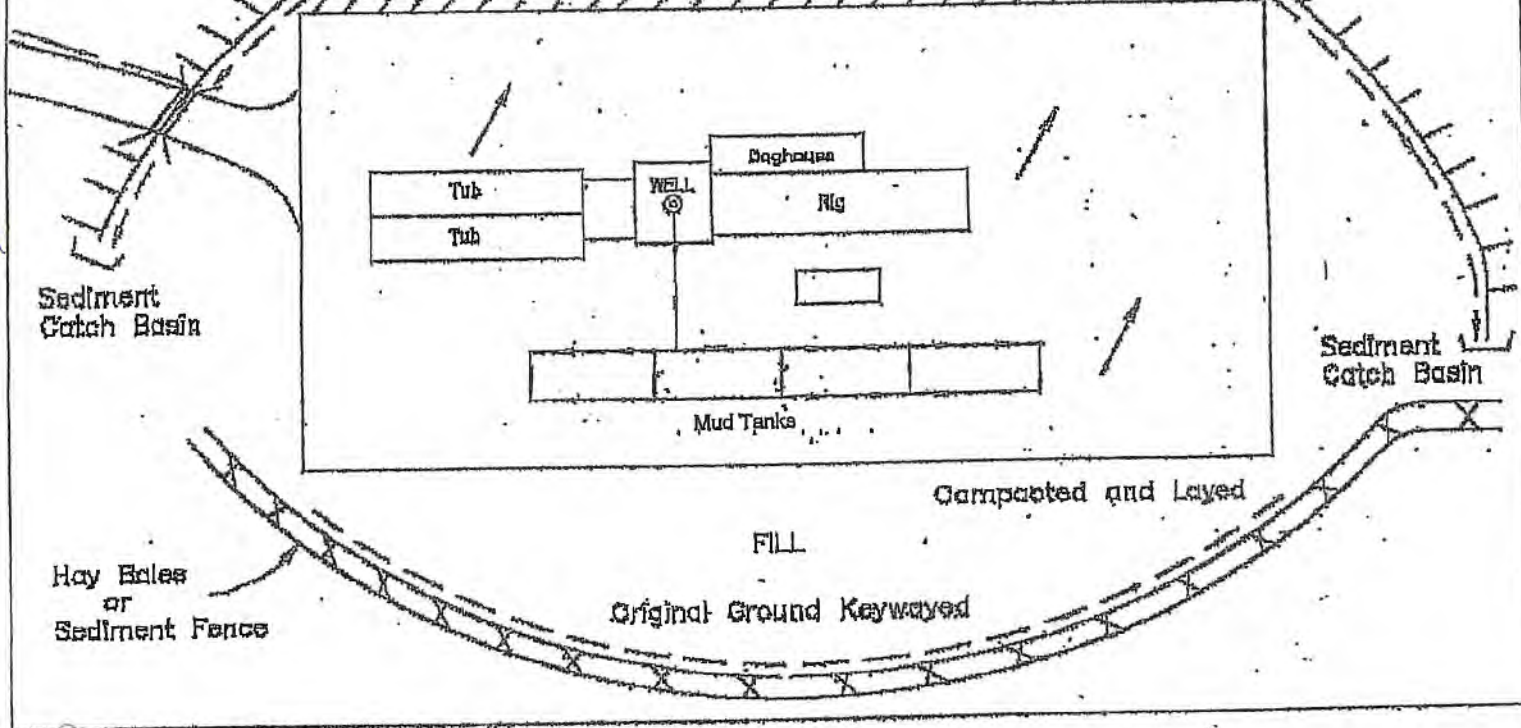 Doghouse
Tub
WELL
Rig
Tub
Sediment
Catch Basin
Sediment
Catch Basin
Mud Tanks
Compacted and Layed
FILL
Hay Bales
or
Sediment Fence
Original Ground Keywayed